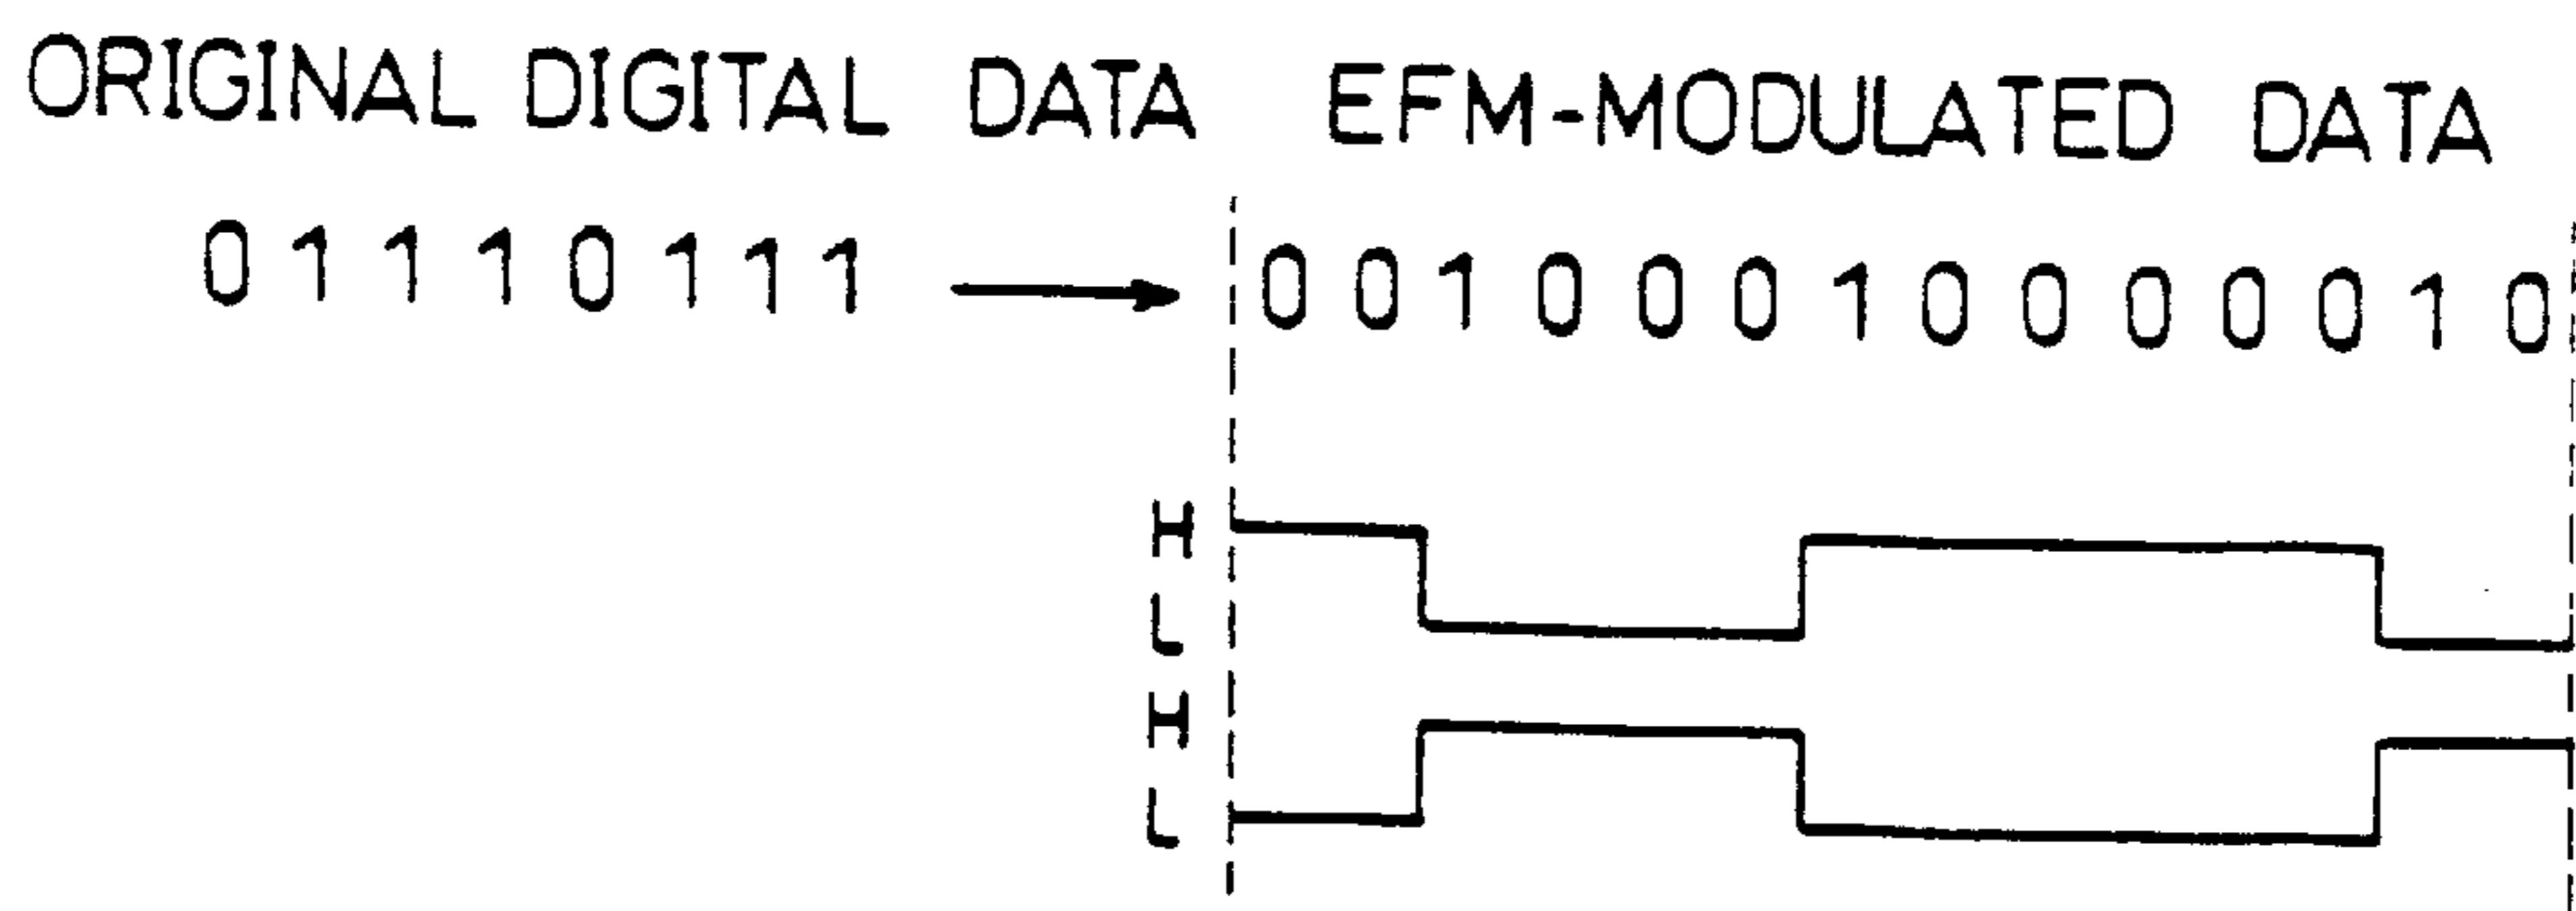 ORIGINAL DIGITAL DATA EFM-MODULATED DATA
0 1 1 1 0 1 1 1 → 0 0 1 0 0 0 1 0 0 0 0 0 1 0
H
L
H
L